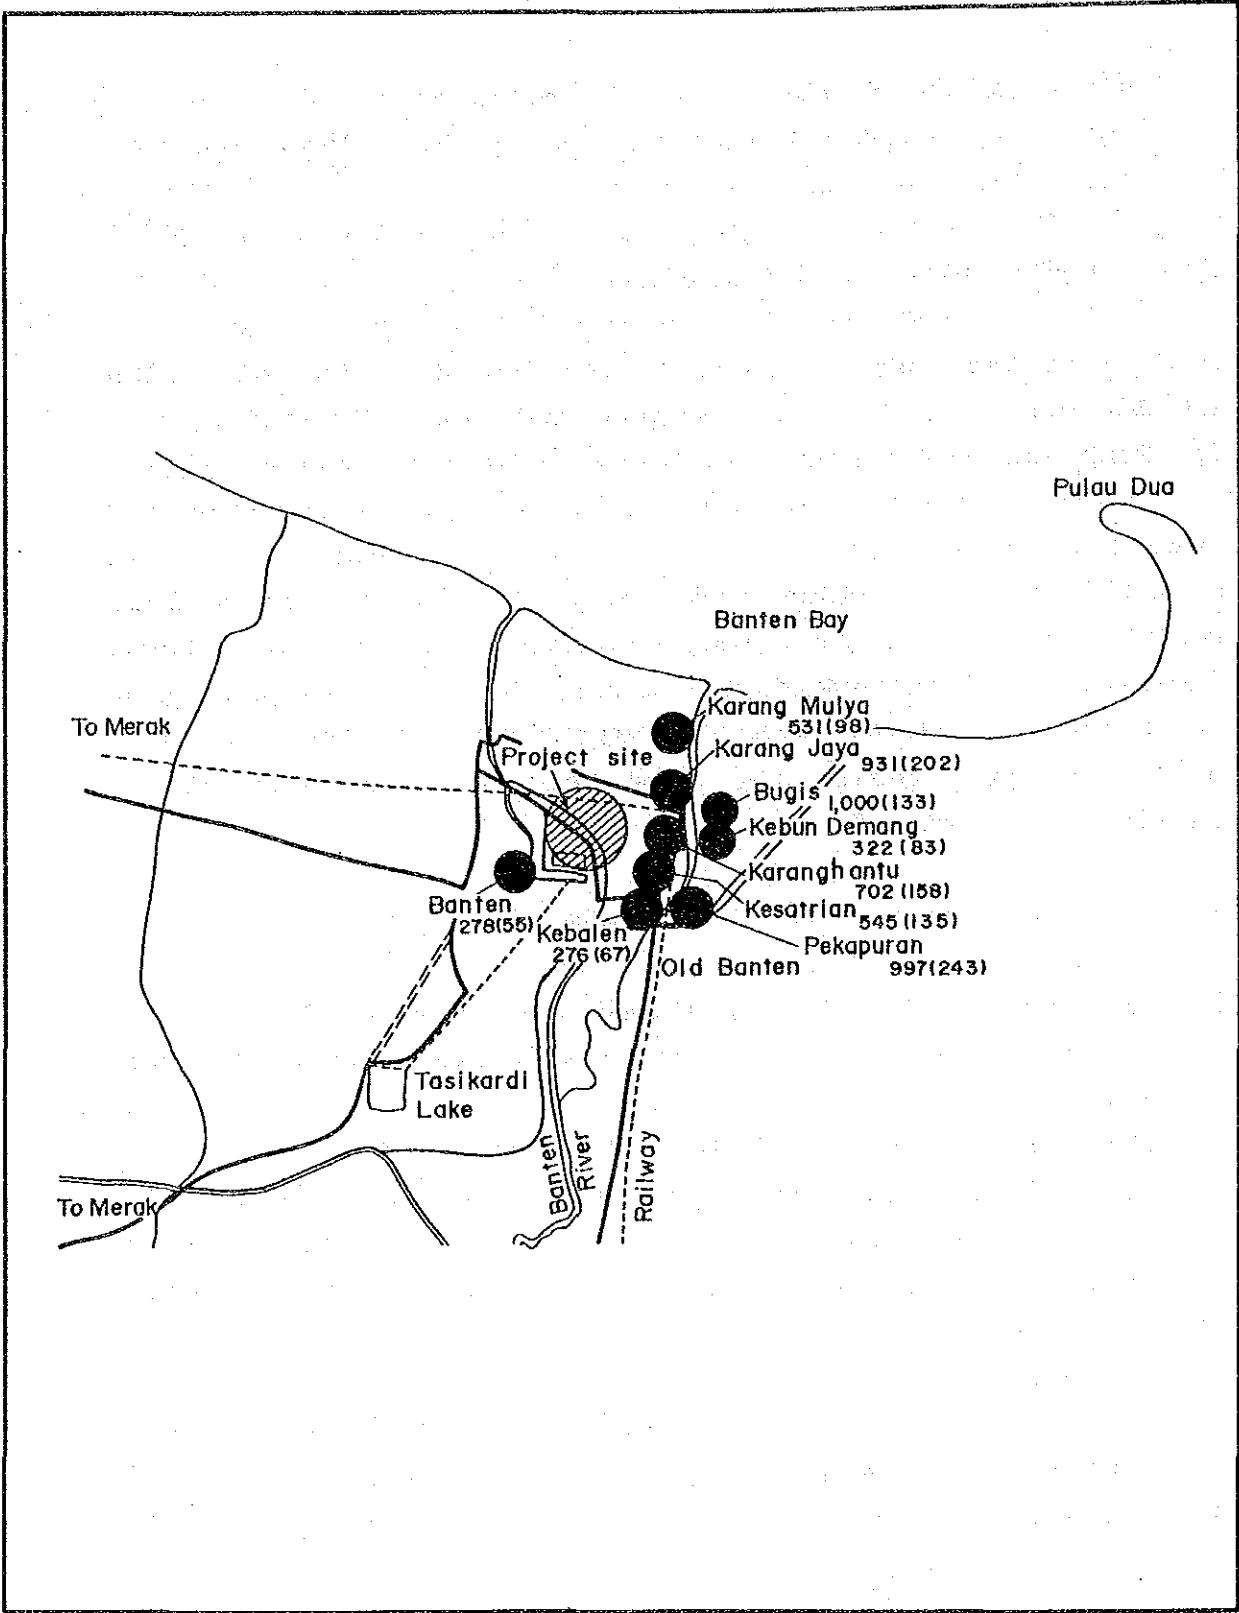 Pulau Dua
Banten Bay
Karang Mulya
531(98)
To Merak
Karang Jaya
931(202)
Project site
Bugis
1,000(133)
Kebun Demang
322(83)
Karanghantu
702(158)
Banten
278(55)
Kesatrian
545(135)
Kebalen
276(67)
Pekapuran
997(243)
Old Banten
Tasikardi
Lake
Banten
River
Railway
To Merak